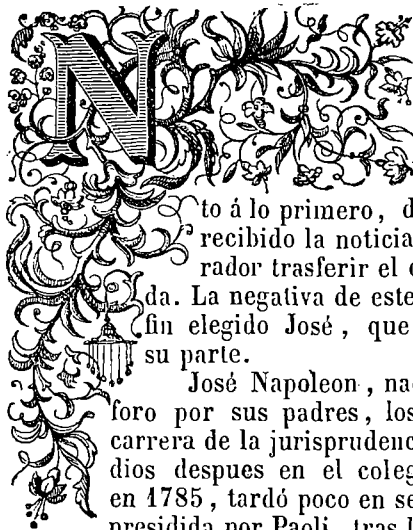 N
to á lo primero, d
recibido la noticia
rador trasferir el
da. La negativa de este
fin elegido José, que
su parte.
José Napoleon, na
foro por sus padres, los
carrera de la jurisprudenc
dios despues en el coleg
en 1785, tardó poco en se
presidida por Paoli, tras